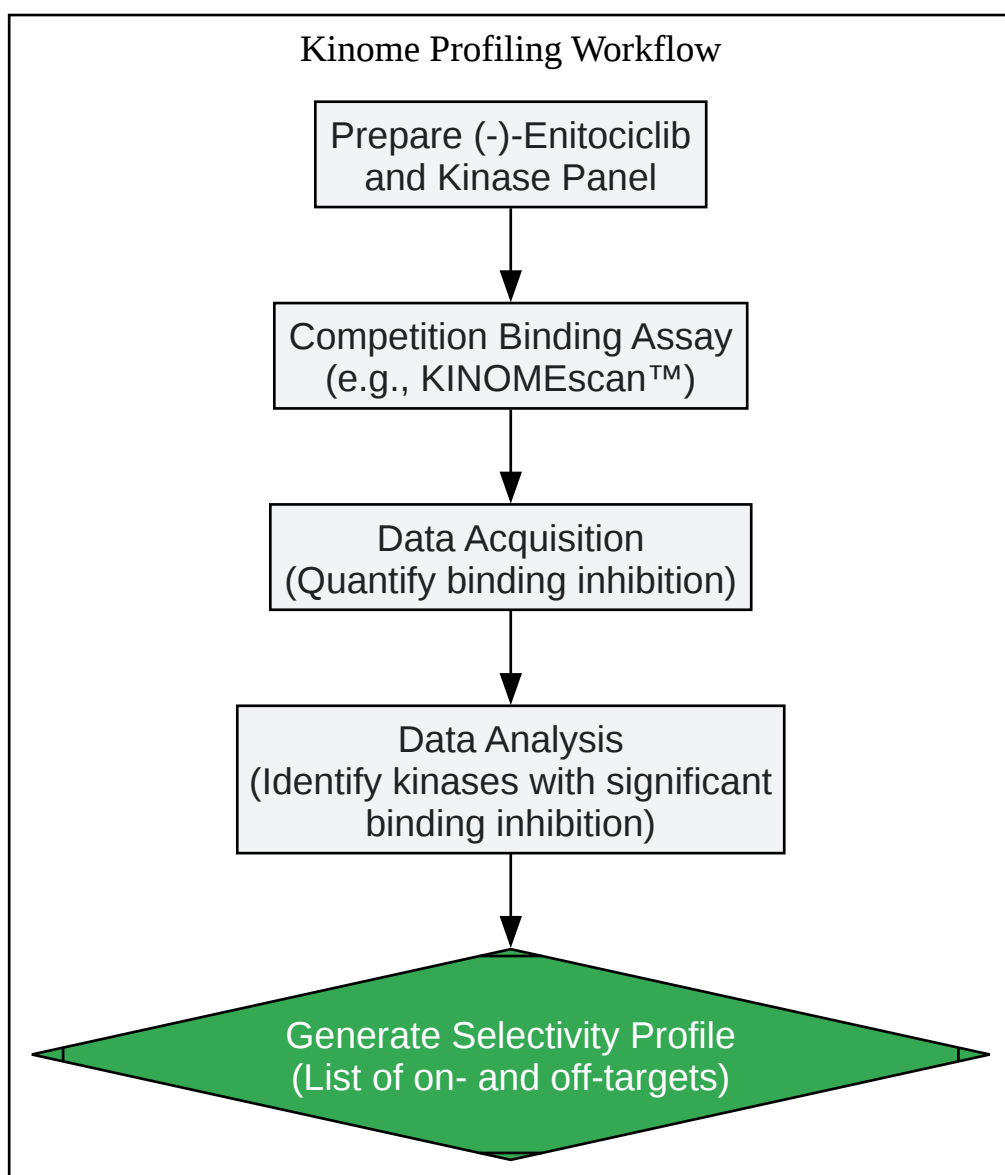 Kinome Profiling Workflow
Prepare (-)-Enitociclib
and Kinase Panel
Competition Binding Assay
(e.g., KINOMEscan™)
Data Acquisition
(Quantify binding inhibition)
Data Analysis
(Identify kinases with significant
binding inhibition)
Generate Selectivity Profile
(List of on- and off-targets)